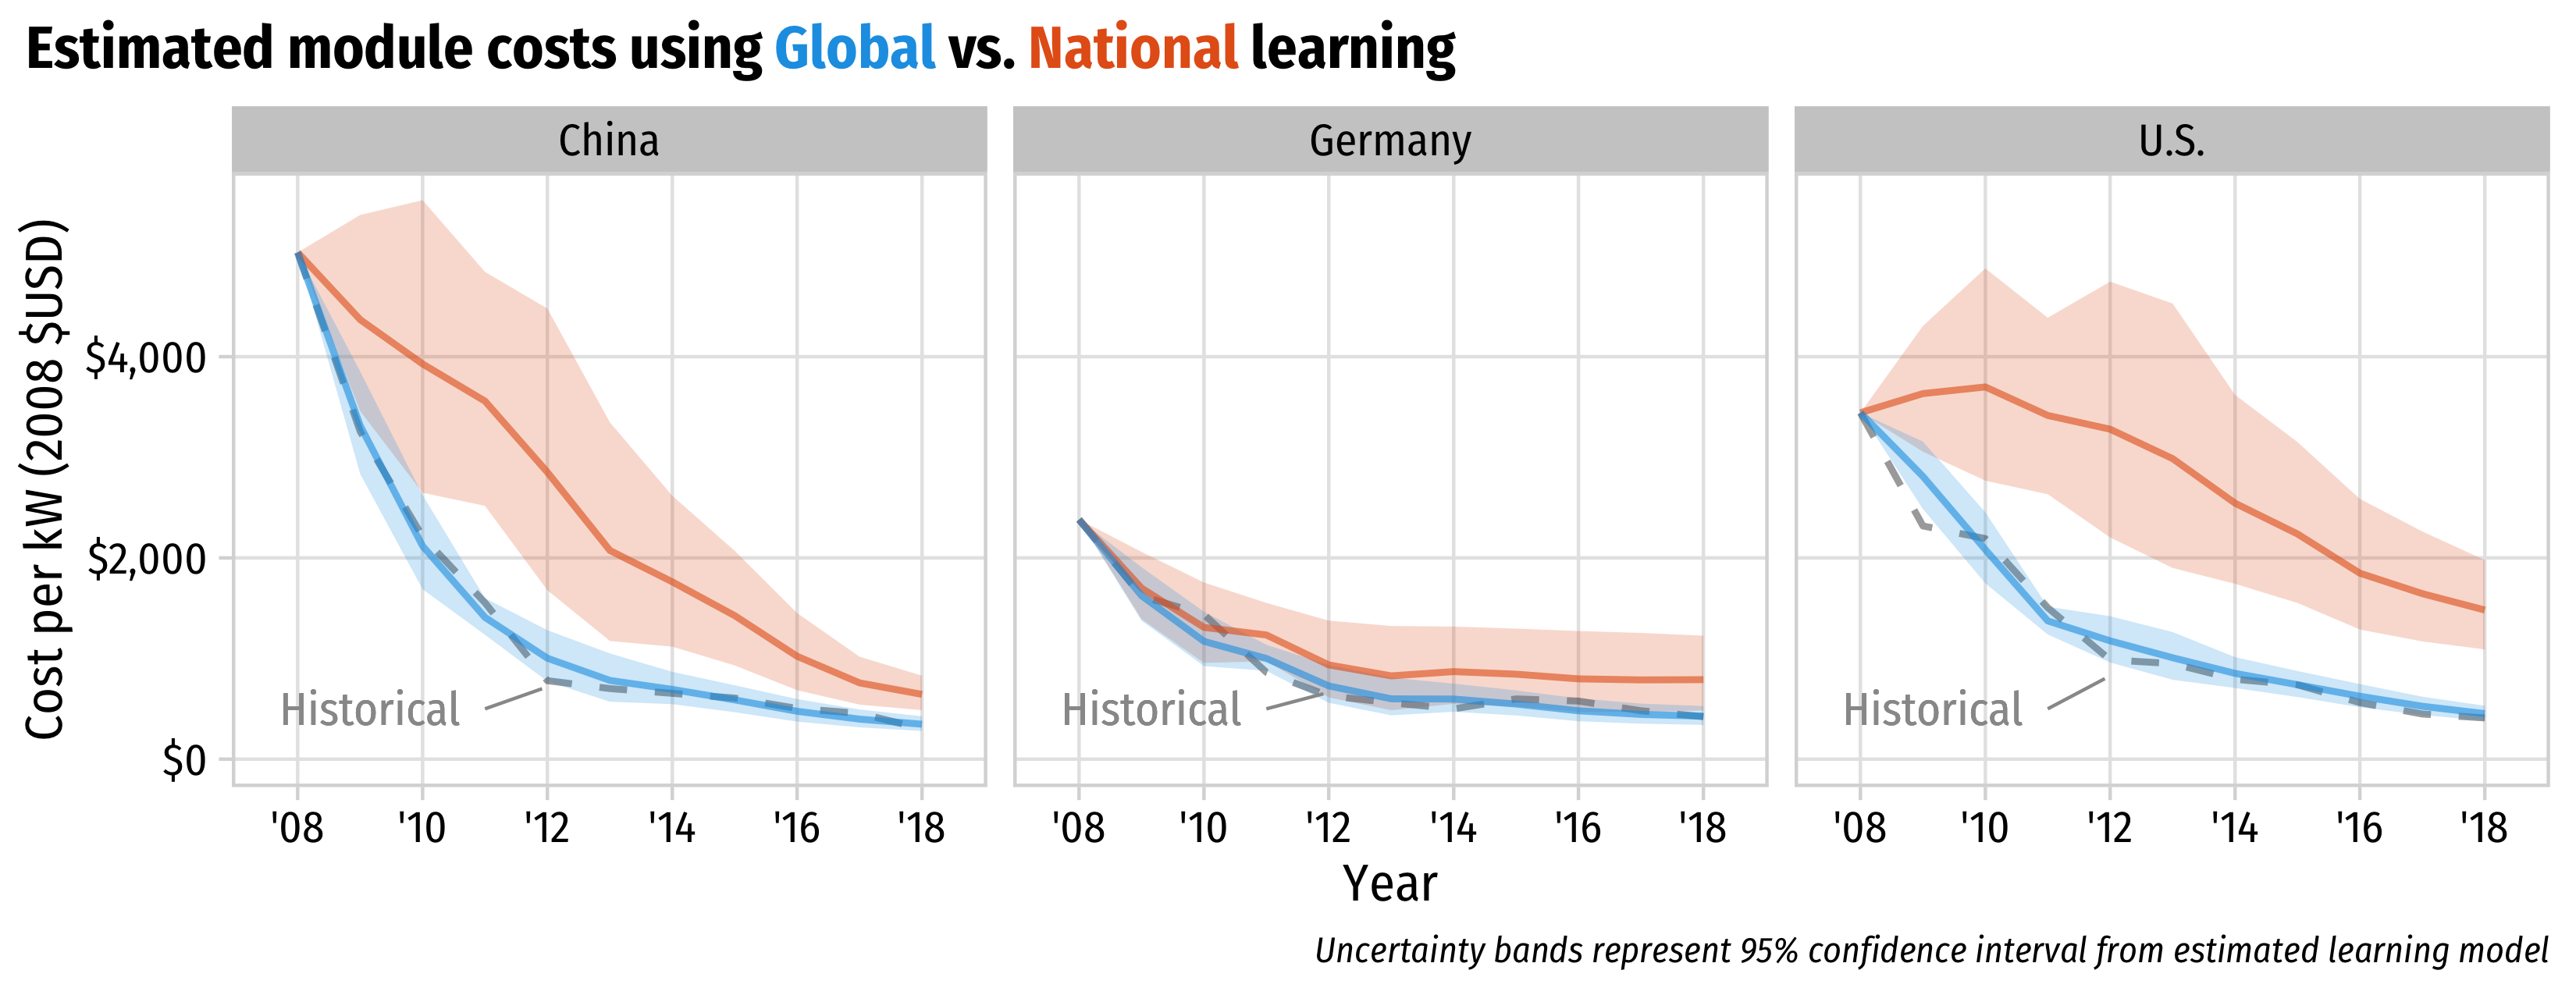 Estimated module costs using Global vs. National learning
China Germany U.S.
Cost per kW (2008 $USD)
$4,000
$2,000
$0
Historical Historical Historical
'08 '10 '12 '14 '16 '18 '08 '10 '12 '14 '16 '18 '08 '10 '12 '14 '16 '18
Year
Uncertainty bands represent 95% confidence interval from estimated learning model